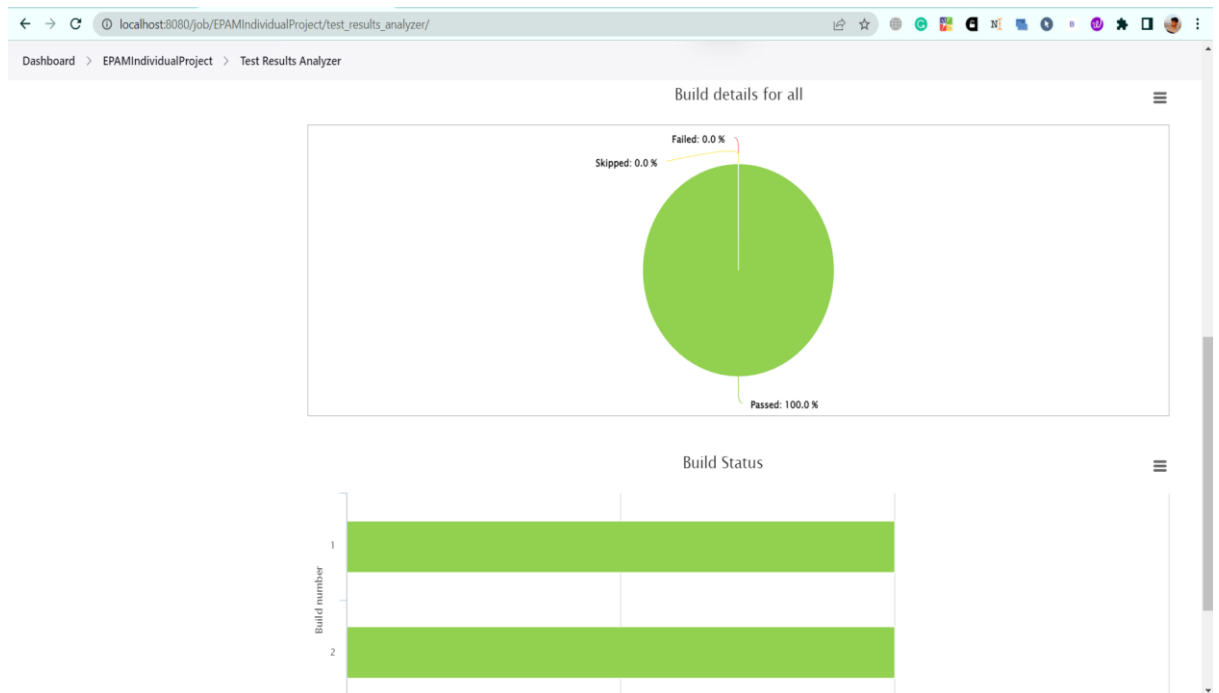 localhost:8080/job/EPAMIndividualProject/test_results_analyzer/
Dashboard > EPAMIndividualProject > Test Results Analyzer
Build details for all
Failed: 0.0 %
Skipped: 0.0 %
Passed: 100.0 %
Build Status
Build number
1
2